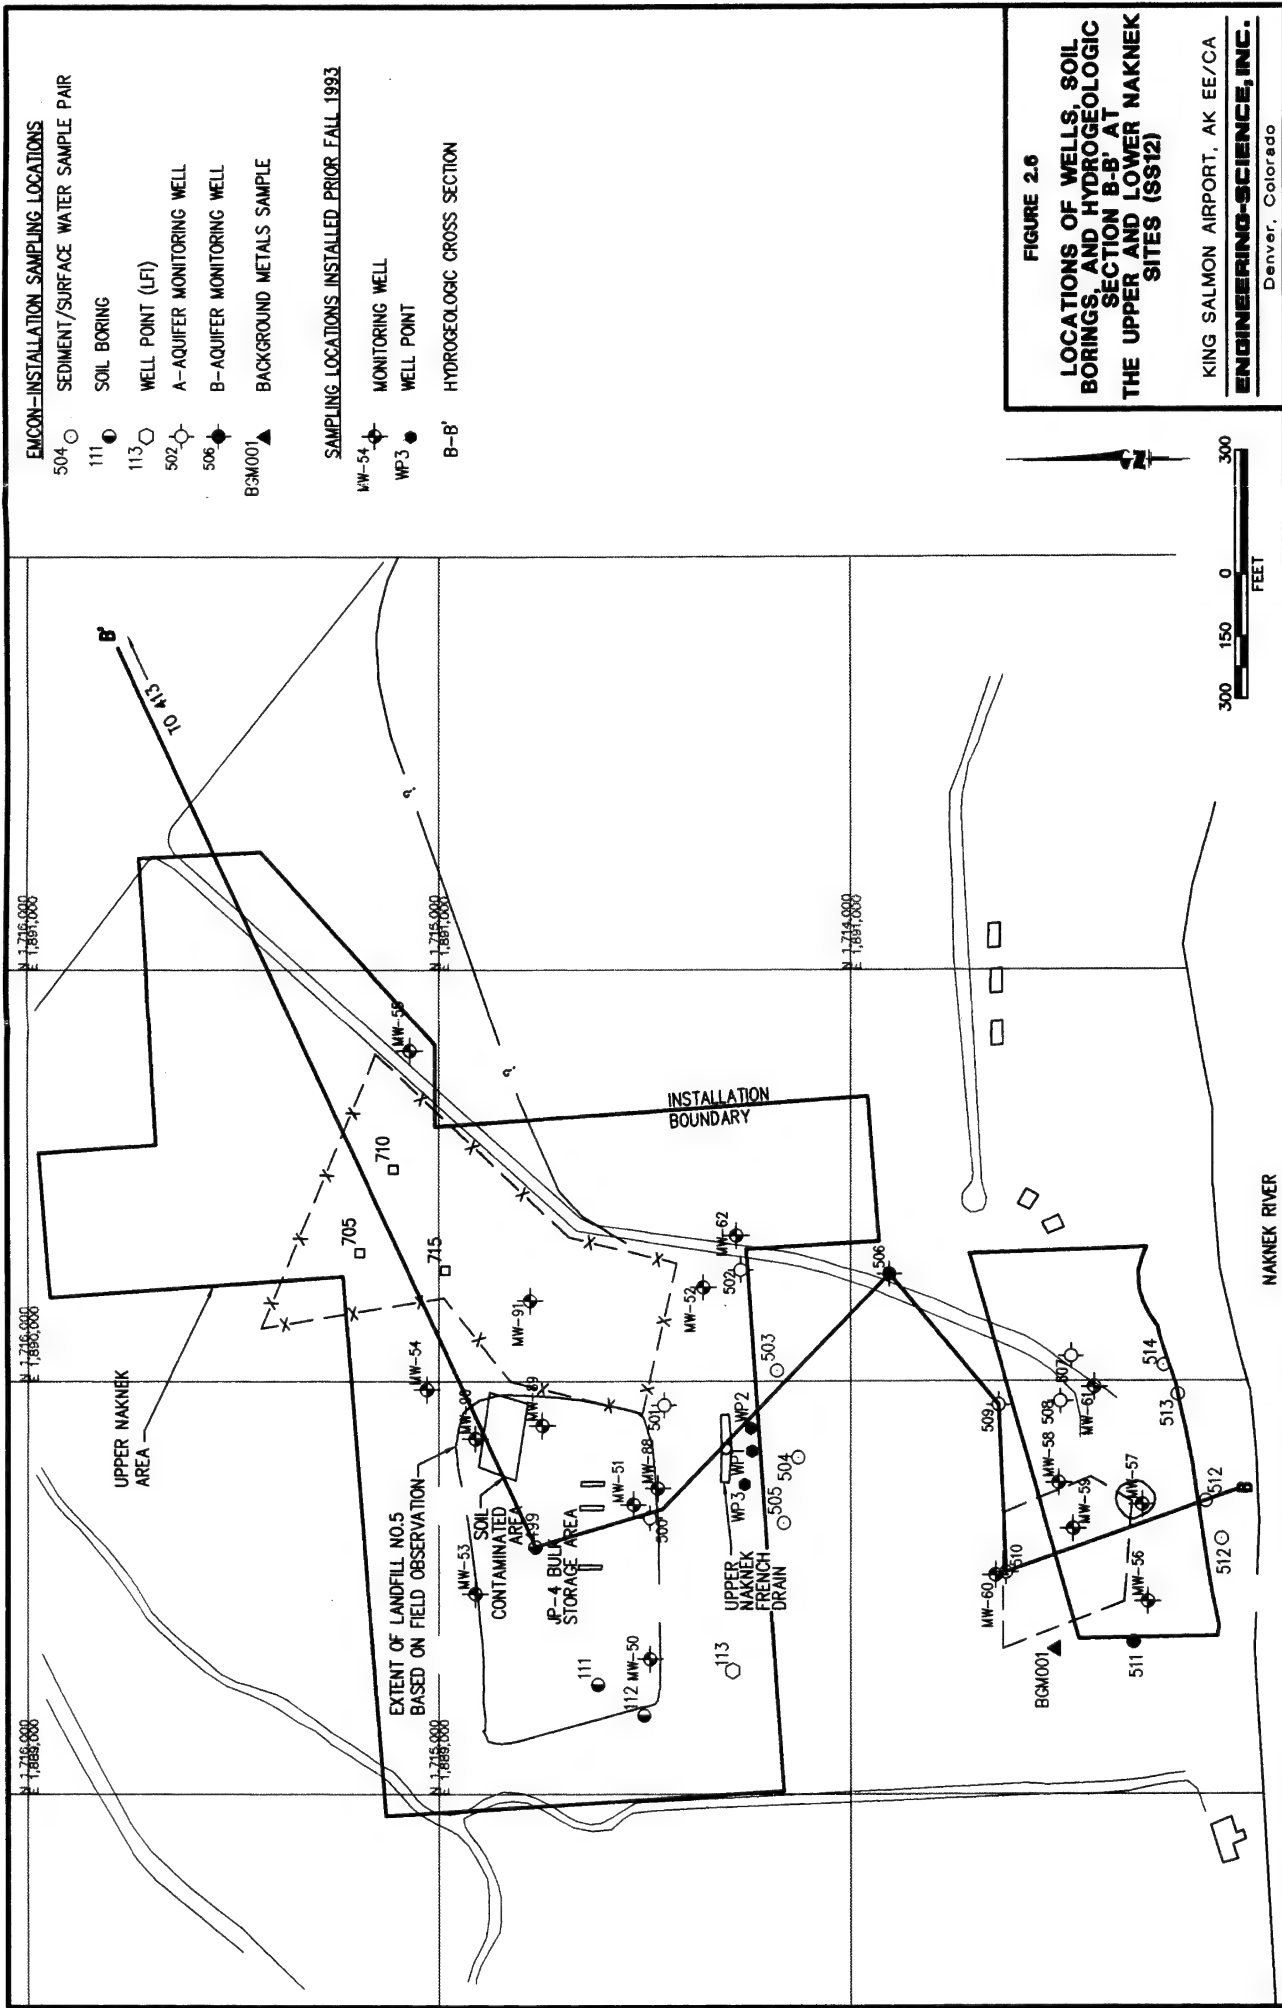 EMCON-INSTALLATION SAMPLING LOCATIONS
504 SEDIMENT/SURFACE WATER SAMPLE PAIR
111 SOIL BORING
113 WELL POINT (LFI)
502 A-AQUIFER MONITORING WELL
506 B-AQUIFER MONITORING WELL
BGM001 BACKGROUND METALS SAMPLE
SAMPLING LOCATIONS INSTALLED PRIOR FALL 1993
MW-54 MONITORING WELL
WP3 WELL POINT
B-B' HYDROGEOLOGIC CROSS SECTION
N 1,716,000
E 1,889,000
N 1,716,000
E 1,890,000
N 1,716,000
E 1,891,000
B'
TO 413
UPPER NAKNEK
AREA
705
710
715
MW-54
MW-91
EXTENT OF LANDFILL NO.5
BASED ON FIELD OBSERVATION
SOIL
CONTAMINATED
AREA
MW-89
MW-53
499
JP-4 BULK
STORAGE AREA
N 1,715,000
E 1,889,000
N 1,715,000
E 1,891,000
?
?
111
112
MW-50
MW-51
MW-88
500
501
MW-52
502
MW-62
INSTALLATION
BOUNDARY
113
UPPER
NAKNEK
FRENCH
DRAIN
WP3
WP1
WP2
503
504
505
506
N 1,714,000
E 1,891,000
509
MW-60
510
BGM001
511
MW-56
MW-57
MW-59
MW-58
508
507
MW-61
512
512
513
514
B
NAKNEK RIVER
N
300 150 0 300
FEET
FIGURE 2.6
LOCATIONS OF WELLS, SOIL
BORINGS, AND HYDROGEOLOGIC
SECTION B-B' AT
THE UPPER AND LOWER NAKNEK
SITES (SS12)
KING SALMON AIRPORT, AK EE/CA
ENGINEERING-SCIENCE, INC.
Denver, Colorado